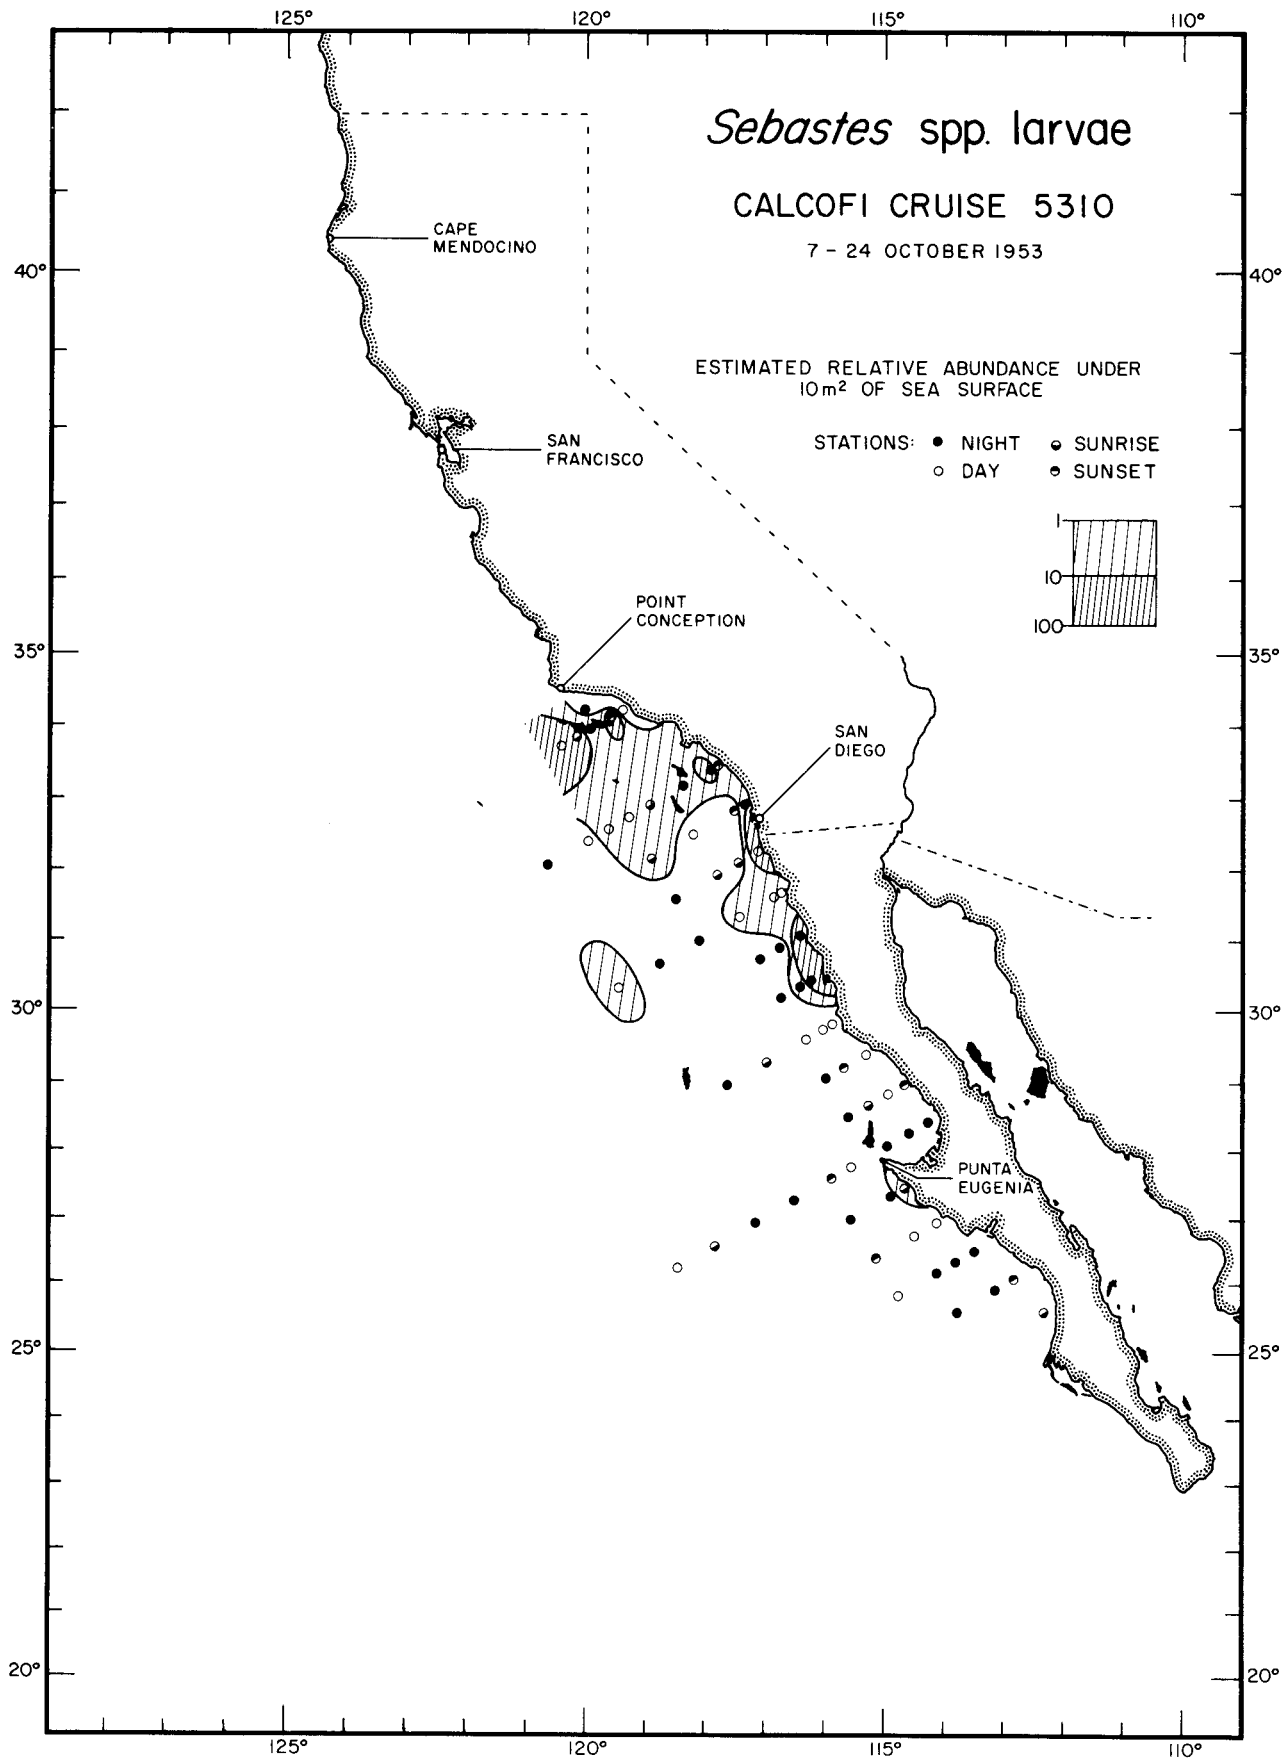 125° 120° 115° 110°
Sebastes spp. larvae
CALCOFI CRUISE 5310
7 - 24 OCTOBER 1953
CAPE
MENDOCINO
40° 40°
ESTIMATED RELATIVE ABUNDANCE UNDER
10m² OF SEA SURFACE
STATIONS: NIGHT SUNRISE
DAY SUNSET
SAN
FRANCISCO
1
10
100
POINT
CONCEPTION
35° 35°
SAN
DIEGO
30° 30°
PUNTA
EUGENIA
25° 25°
20° 20°
125° 120° 115° 110°